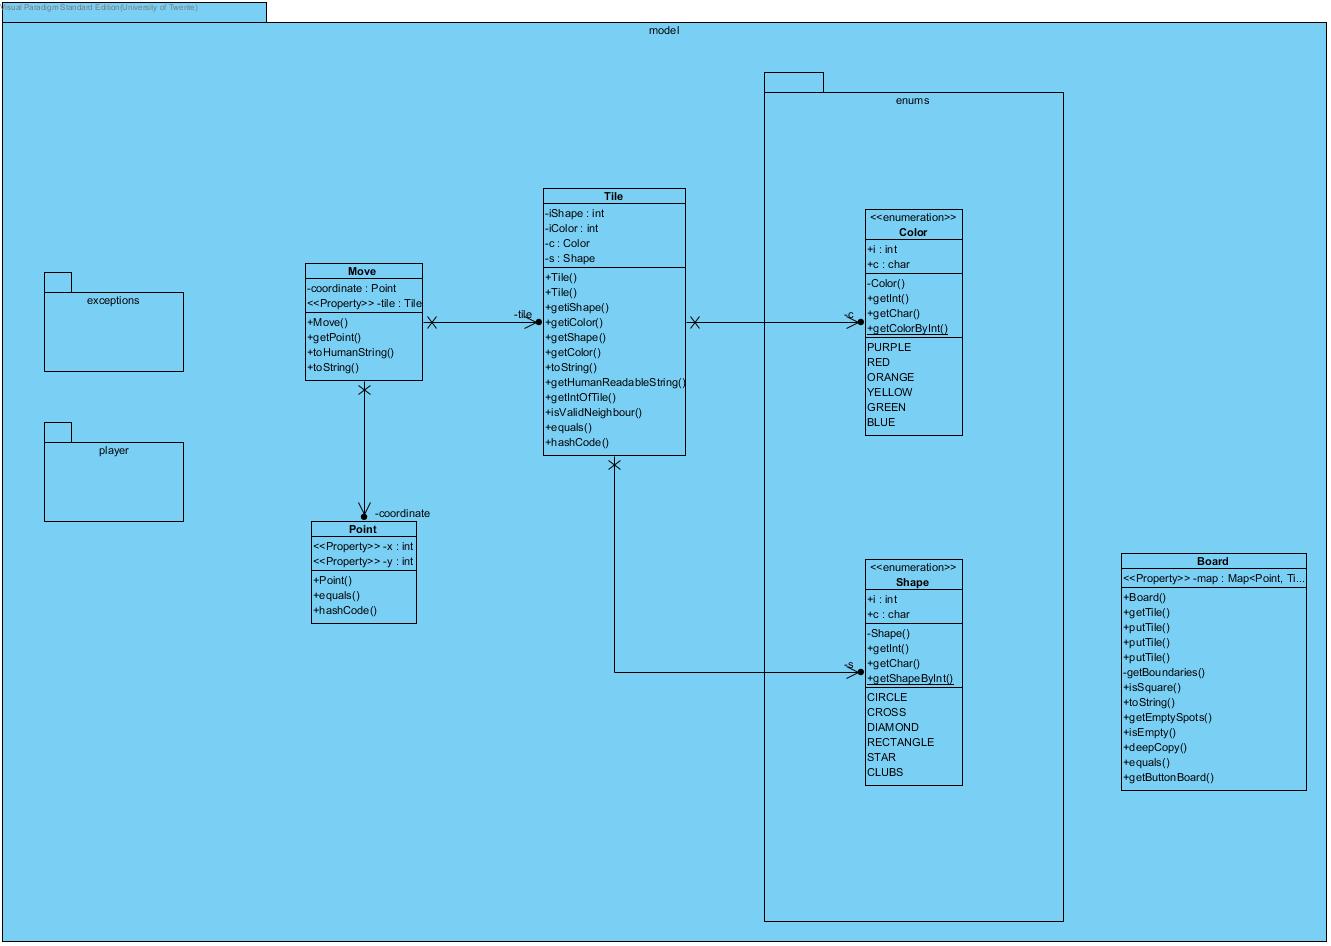 Visual Paradigm Standard Edition(University of Twente)
model
exceptions
player
Move
-coordinate : Point
<<Property>> -tile : Tile
+Move()
+getPoint()
+toHumanString()
+toString()
-tile
-coordinate
Point
<<Property>> -x : int
<<Property>> -y : int
+Point()
+equals()
+hashCode()
Tile
-iShape : int
-iColor : int
-c : Color
-s : Shape
+Tile()
+Tile()
+getiShape()
+getiColor()
+getShape()
+getColor()
+toString()
+getHumanReadableString()
+getIntOfTile()
+isValidNeighbour()
+equals()
+hashCode()
enums
-c
<<enumeration>>
Color
+i : int
+c : char
-Color()
+getInt()
+getChar()
+getColorByInt()
PURPLE
RED
ORANGE
YELLOW
GREEN
BLUE
-s
<<enumeration>>
Shape
+i : int
+c : char
-Shape()
+getInt()
+getChar()
+getShapeByInt()
CIRCLE
CROSS
DIAMOND
RECTANGLE
STAR
CLUBS
Board
<<Property>> -map : Map<Point, Ti...
+Board()
+getTile()
+putTile()
+putTile()
+putTile()
-getBoundaries()
+isSquare()
+toString()
+getEmptySpots()
+isEmpty()
+deepCopy()
+equals()
+getButtonBoard()